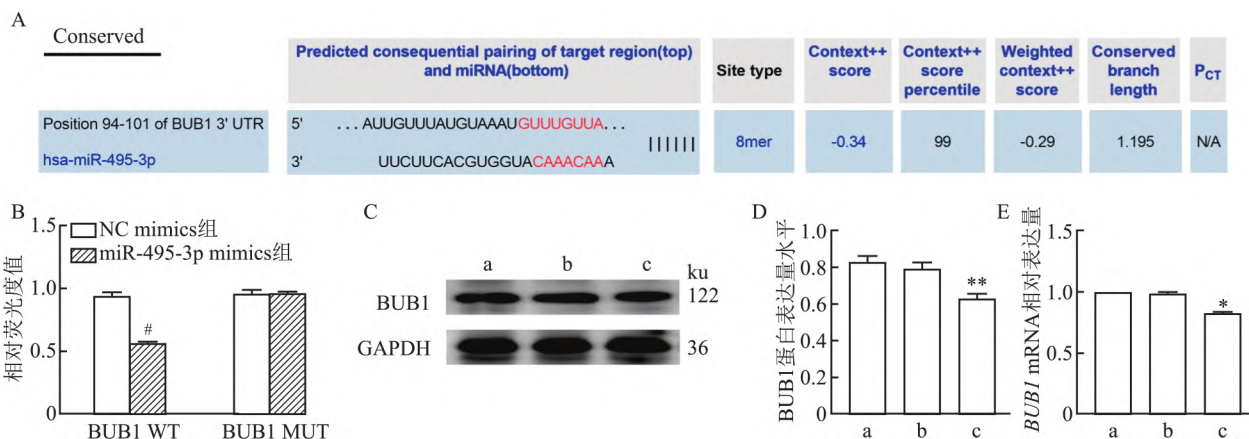 A
Conserved
Predicted consequential pairing of target region(top)
and miRNA(bottom)
Site type
Context++
score
Context++
score
percentile
Weighted
context++
score
Conserved
branch
length
PCT
Position 94-101 of BUB1 3' UTR
5' ...AUUGUUUAUGUAAAUGUUUGUUA...
hsa-miR-495-3p
3' UUCUUCACGUGGUACAAACAAA
8mer
-0.34
99
-0.29
1.195
N/A
B
相对荧光度值
1.5
1.0
0.5
0
NC mimics组
miR-495-3p mimics组
#
BUB1 WT
BUB1 MUT
C
a b c
ku
BUB1
122
GAPDH
36
D
BUB1蛋白表达量水平
1.0
0.8
0.6
0.4
0.2
0
**
a b c
E
BUB1 mRNA相对表达量
1.5
1.0
0.5
0
*
a b c